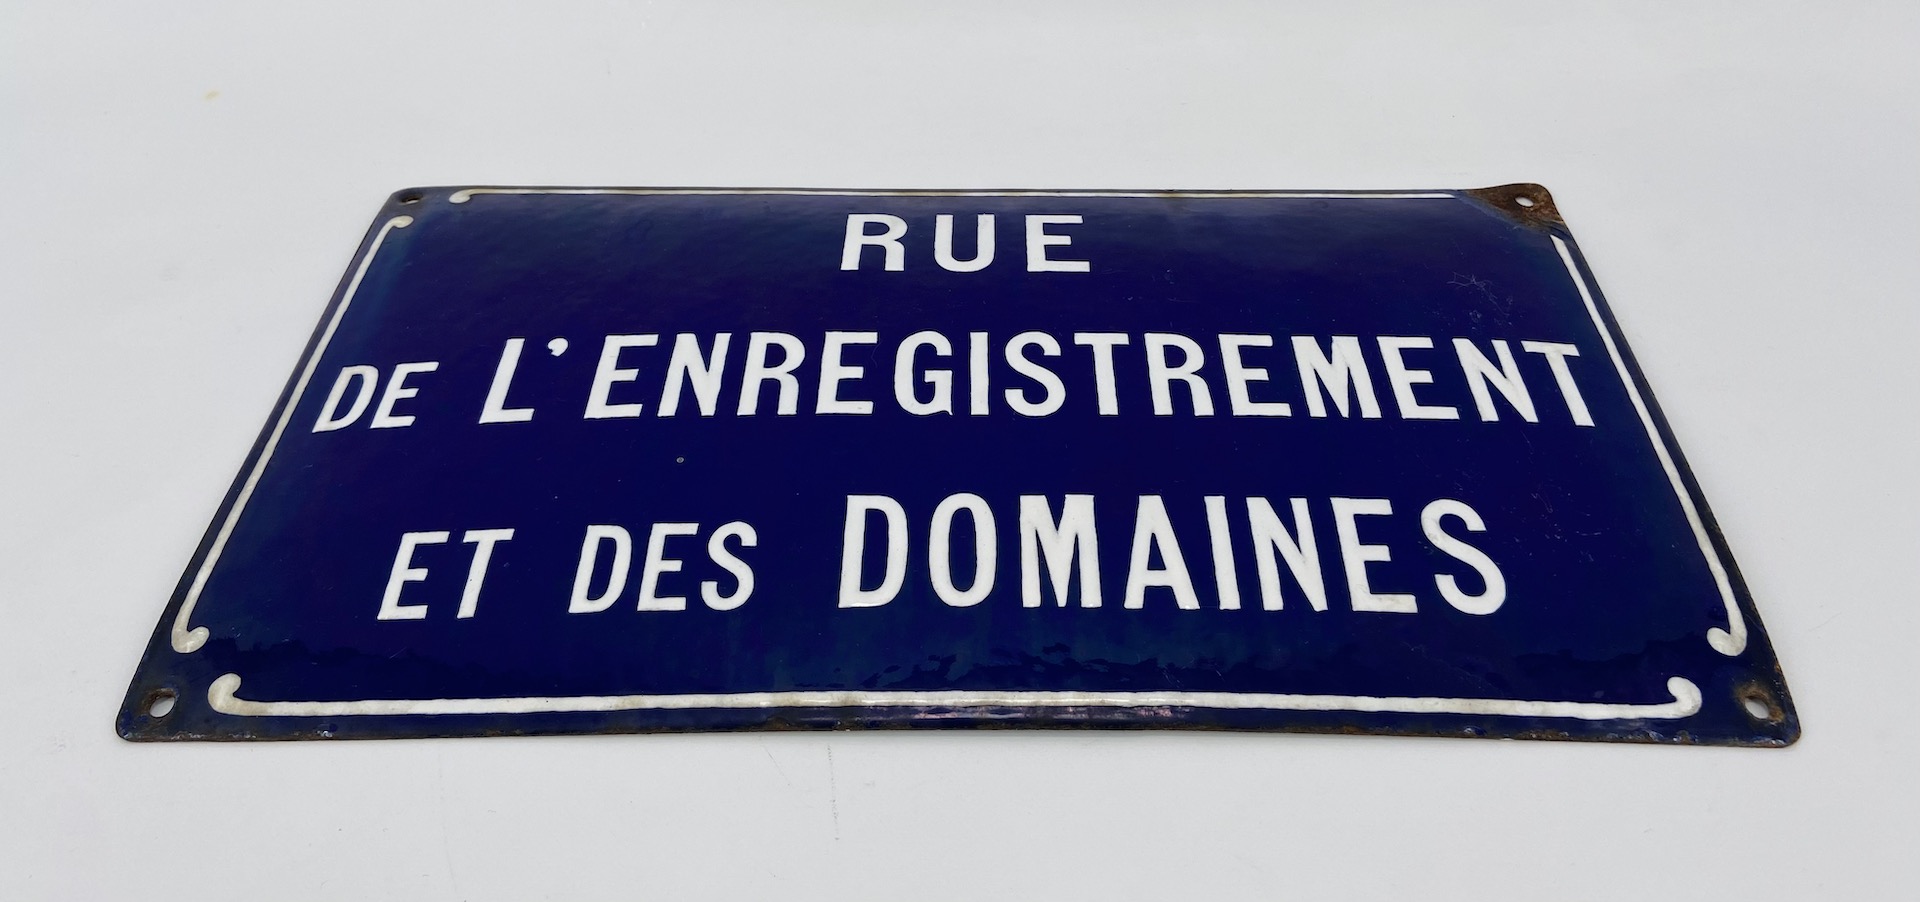 RUE
DE L'ENREGISTREMENT
ET DES DOMAINES